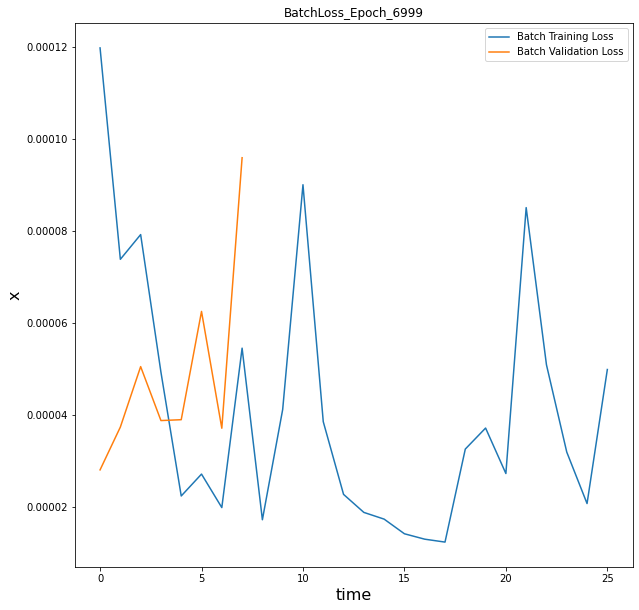 BatchLoss_Epoch_6999
Batch Training Loss
Batch Validation Loss
0.00012
0.00010
0.00008
0.00006
0.00004
0.00002
x
0 5 10 15 20 25
time